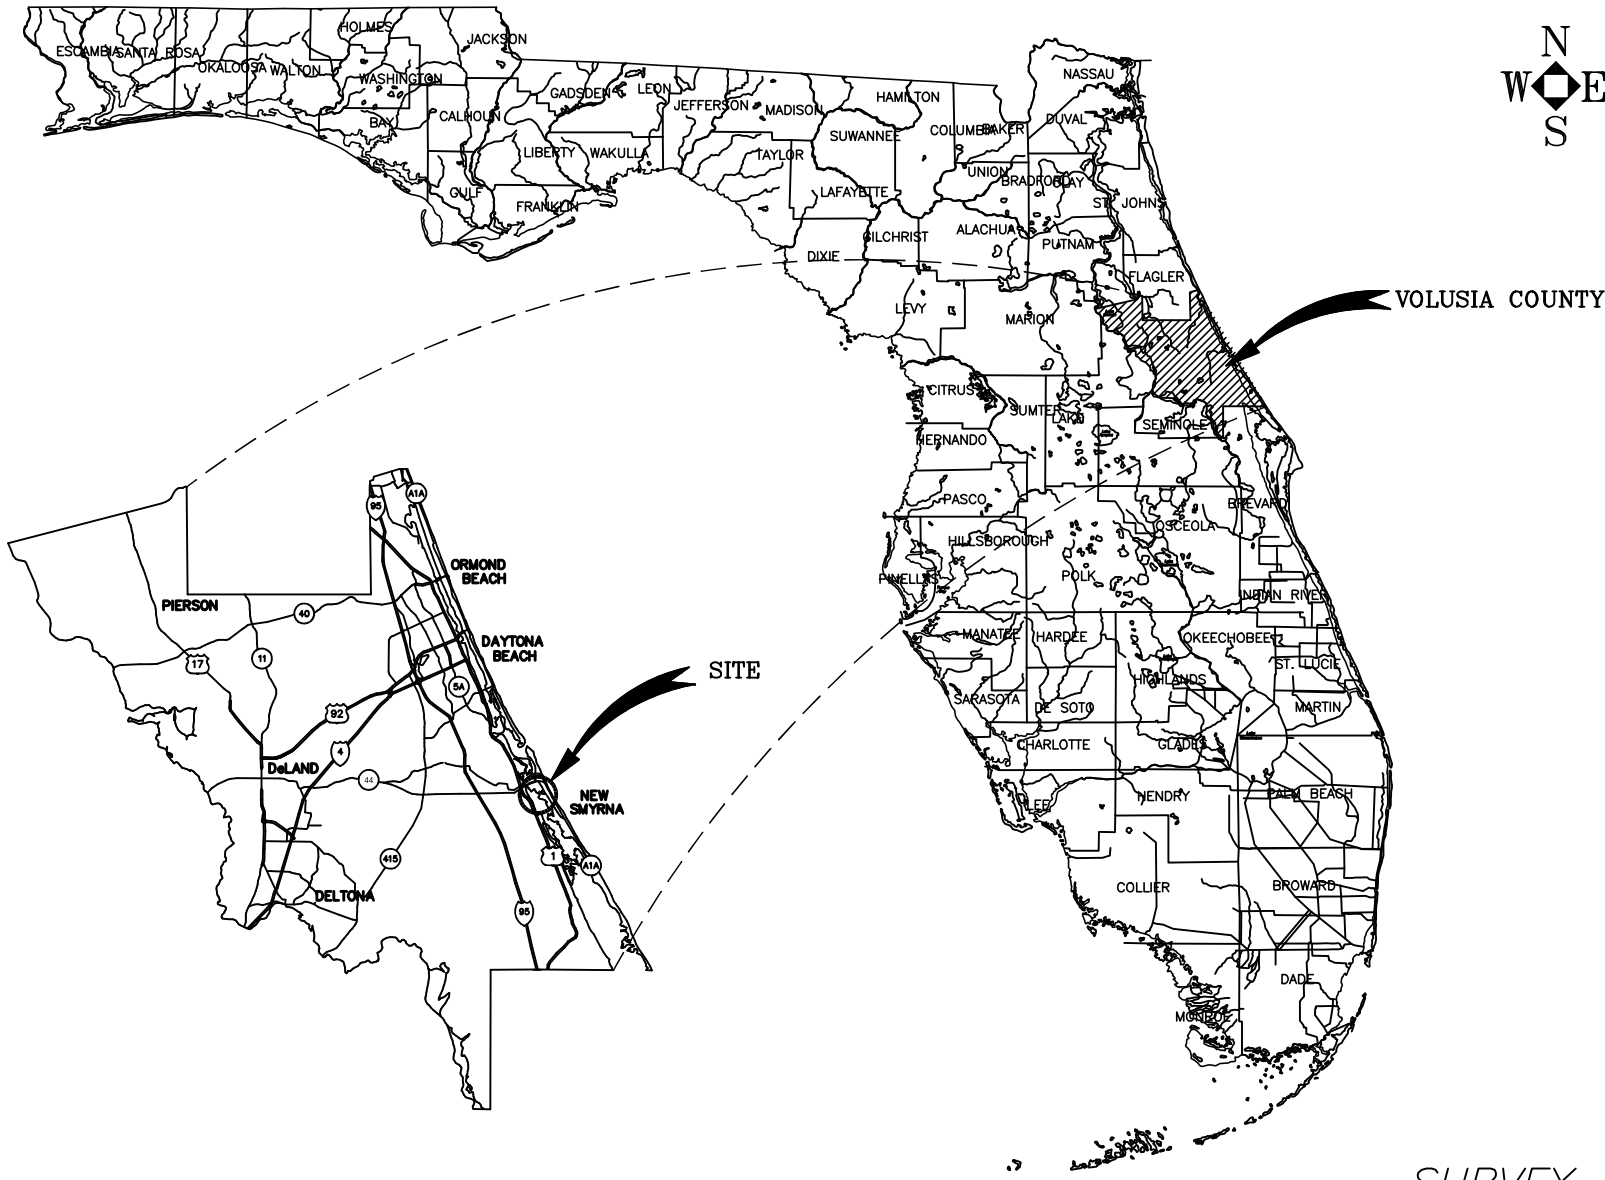 N
W E
S
ESCAMBIA
SANTA ROSA
OKALOOSA
WALTON
HOLMES
WASHINGTON
JACKSON
BAY
CALHOUN
GULF
GADSDEN
LIBERTY
FRANKLIN
LEON
WAKULLA
JEFFERSON
MADISON
TAYLOR
HAMILTON
SUWANNEE
LAFAYETTE
DIXIE
COLUMBIA
BAKER
UNION
BRADFORD
CLAY
NASSAU
DUVAL
ST. JOHNS
GILCHRIST
ALACHUA
PUTNAM
FLAGLER
LEVY
MARION
VOLUSIA COUNTY
CITRUS
SUMTER
LAKE
SEMINOLE
HERNANDO
PASCO
BREVARD
OSCEOLA
HILLSBOROUGH
PINELLAS
POLK
INDIAN RIVER
MANATEE
HARDEE
OKEECHOBEE
ST. LUCIE
HIGHLANDS
SARASOTA
DE SOTO
MARTIN
CHARLOTTE
GLADES
LEE
HENDRY
PALM BEACH
COLLIER
BROWARD
DADE
MONROE
95
A1A
ORMOND
BEACH
PIERSON
40
DAYTONA
BEACH
17
11
5A
SITE
92
4
DeLAND
44
NEW
SMYRNA
415
1
A1A
DELTONA
95
SURVEY